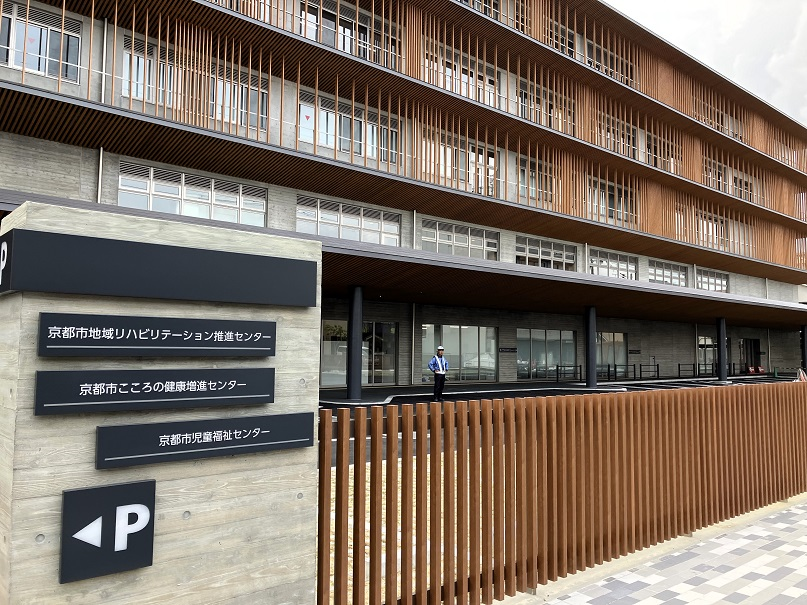 P
京都市地域リハビリテーション推進センター
京都市こころの健康増進センター
京都市児童福祉センター
P